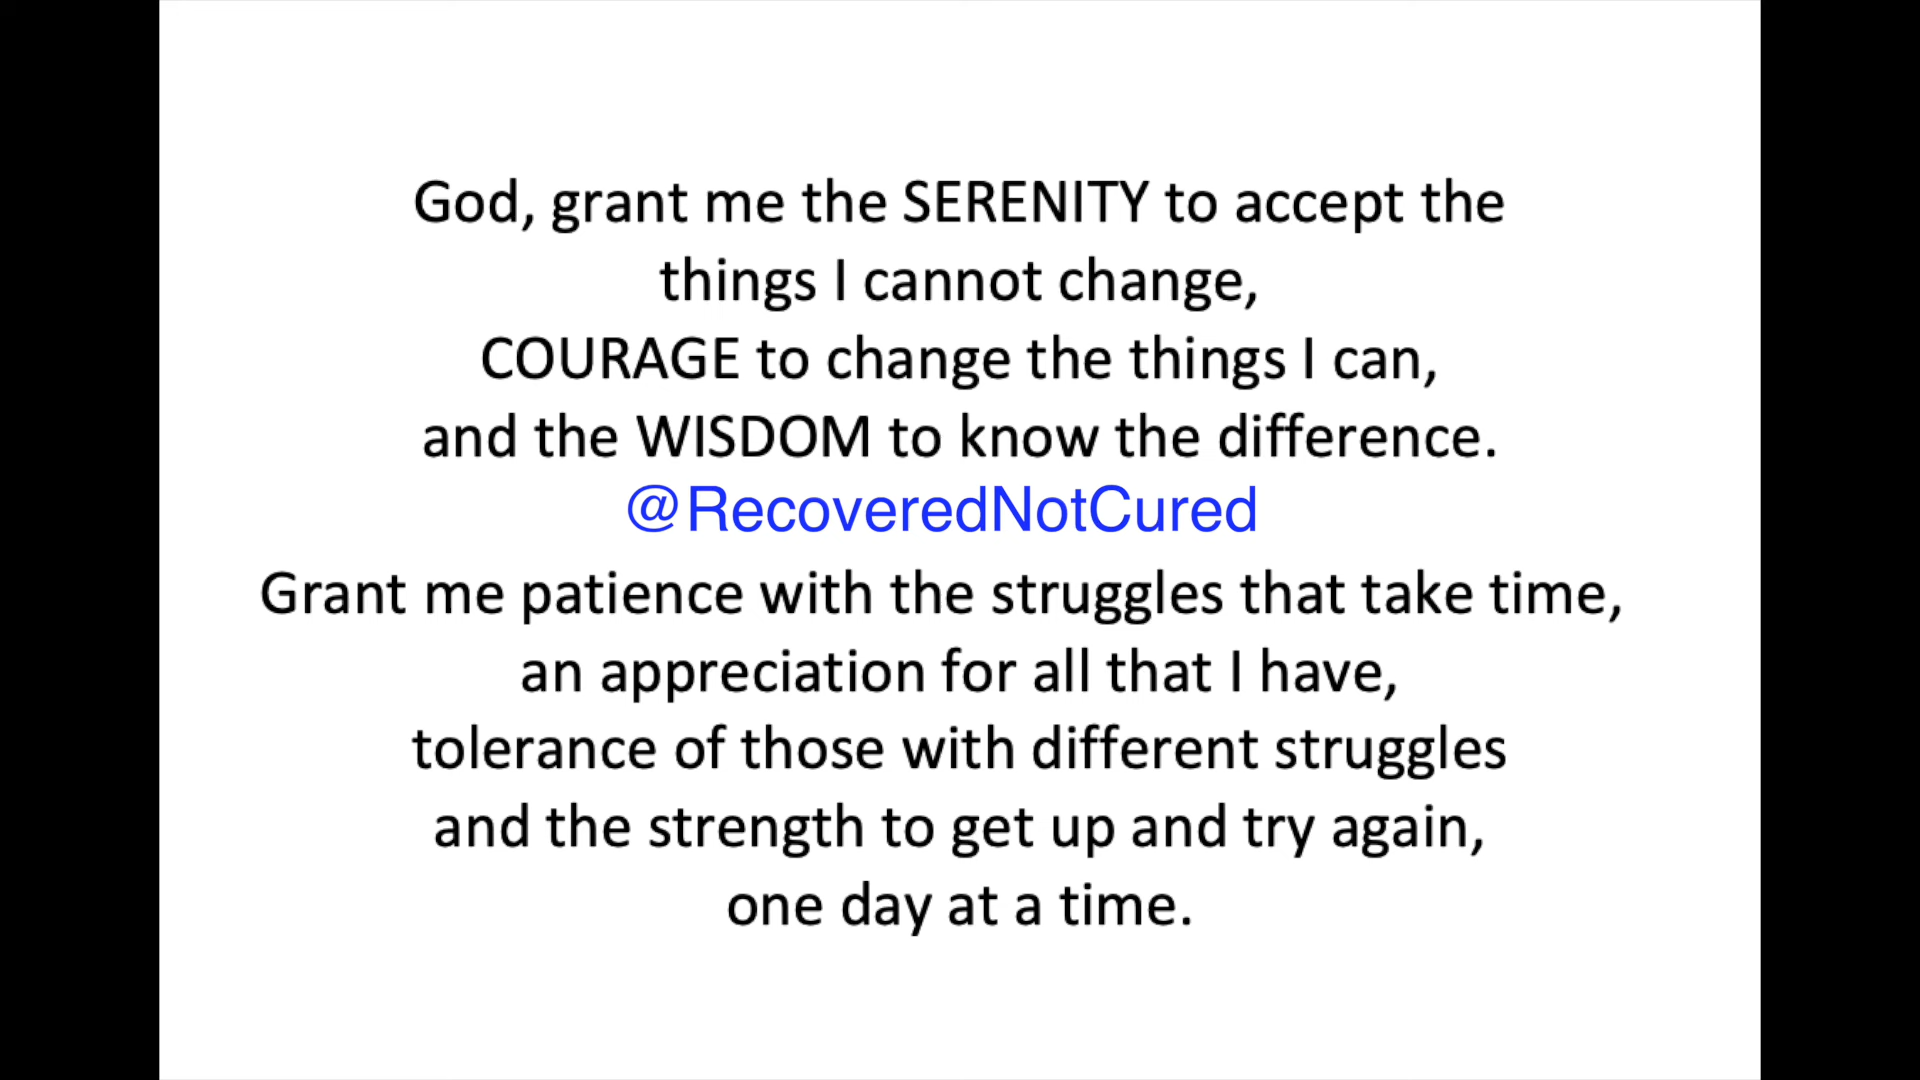 God, grant me the SERENITY to accept the
things I cannot change,
COURAGE to change the things I can,
and the WISDOM to know the difference.
@RecoveredNotCured
Grant me patience with the struggles that take time,
an appreciation for all that I have,
tolerance of those with different struggles
and the strength to get up and try again,
one day at a time.